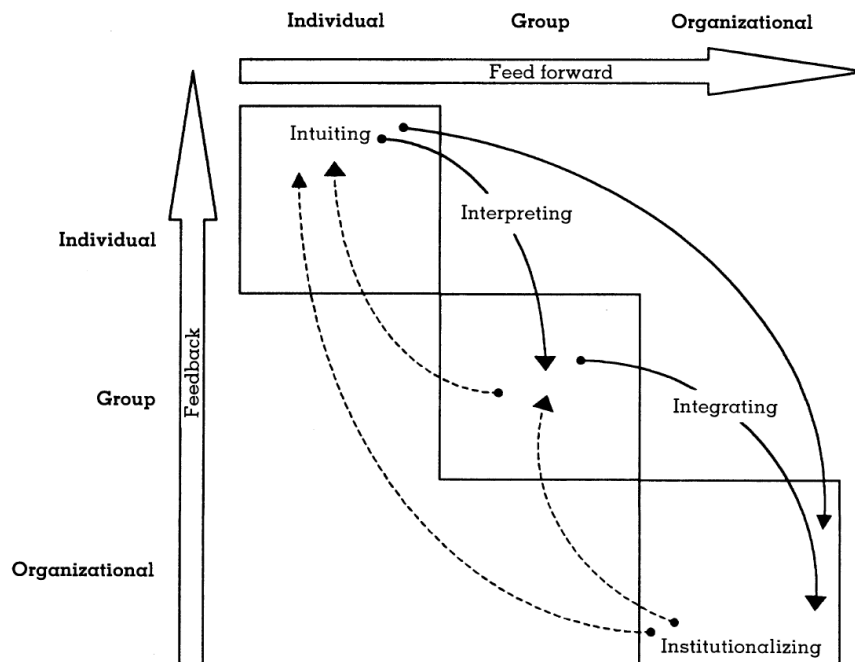 Individual Group Organizational
Feed forward
Intuiting
Interpreting
Individual
Feedback
Group
Integrating
Organizational
Institutionalizing